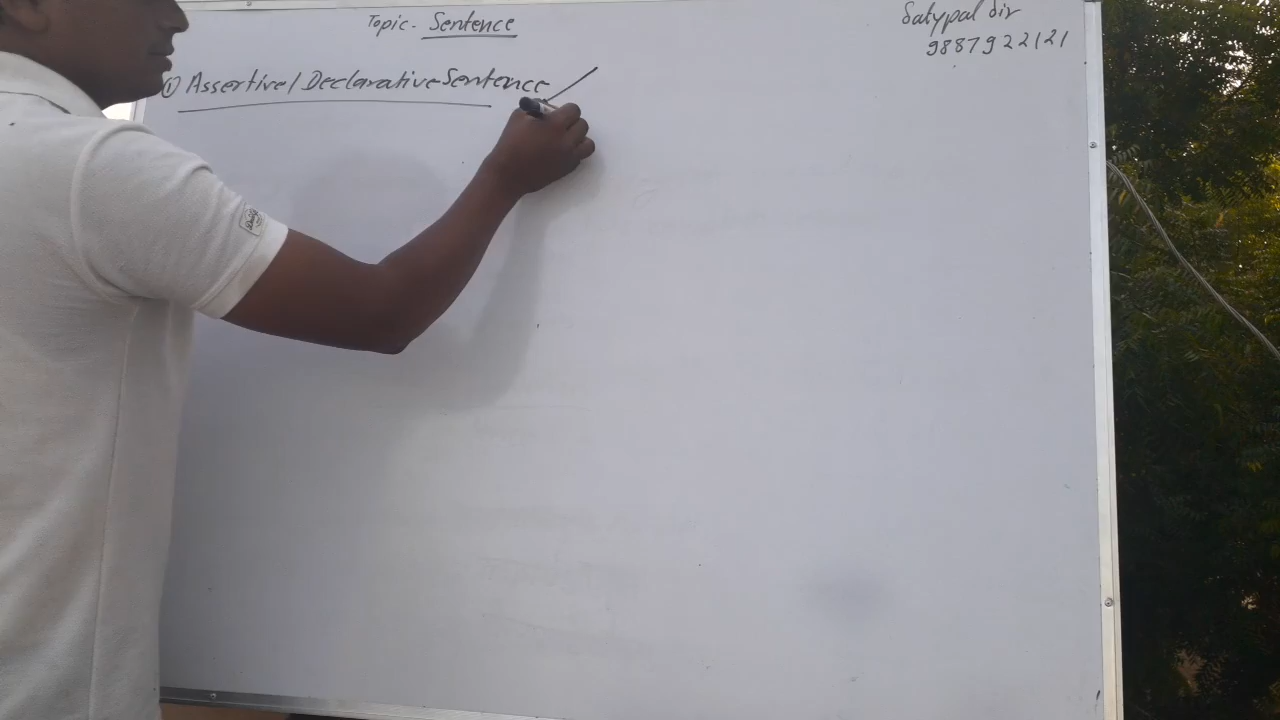 Topic. Sentence
Satypal Sir
9887922121
① Assertive/Declarative Sentence